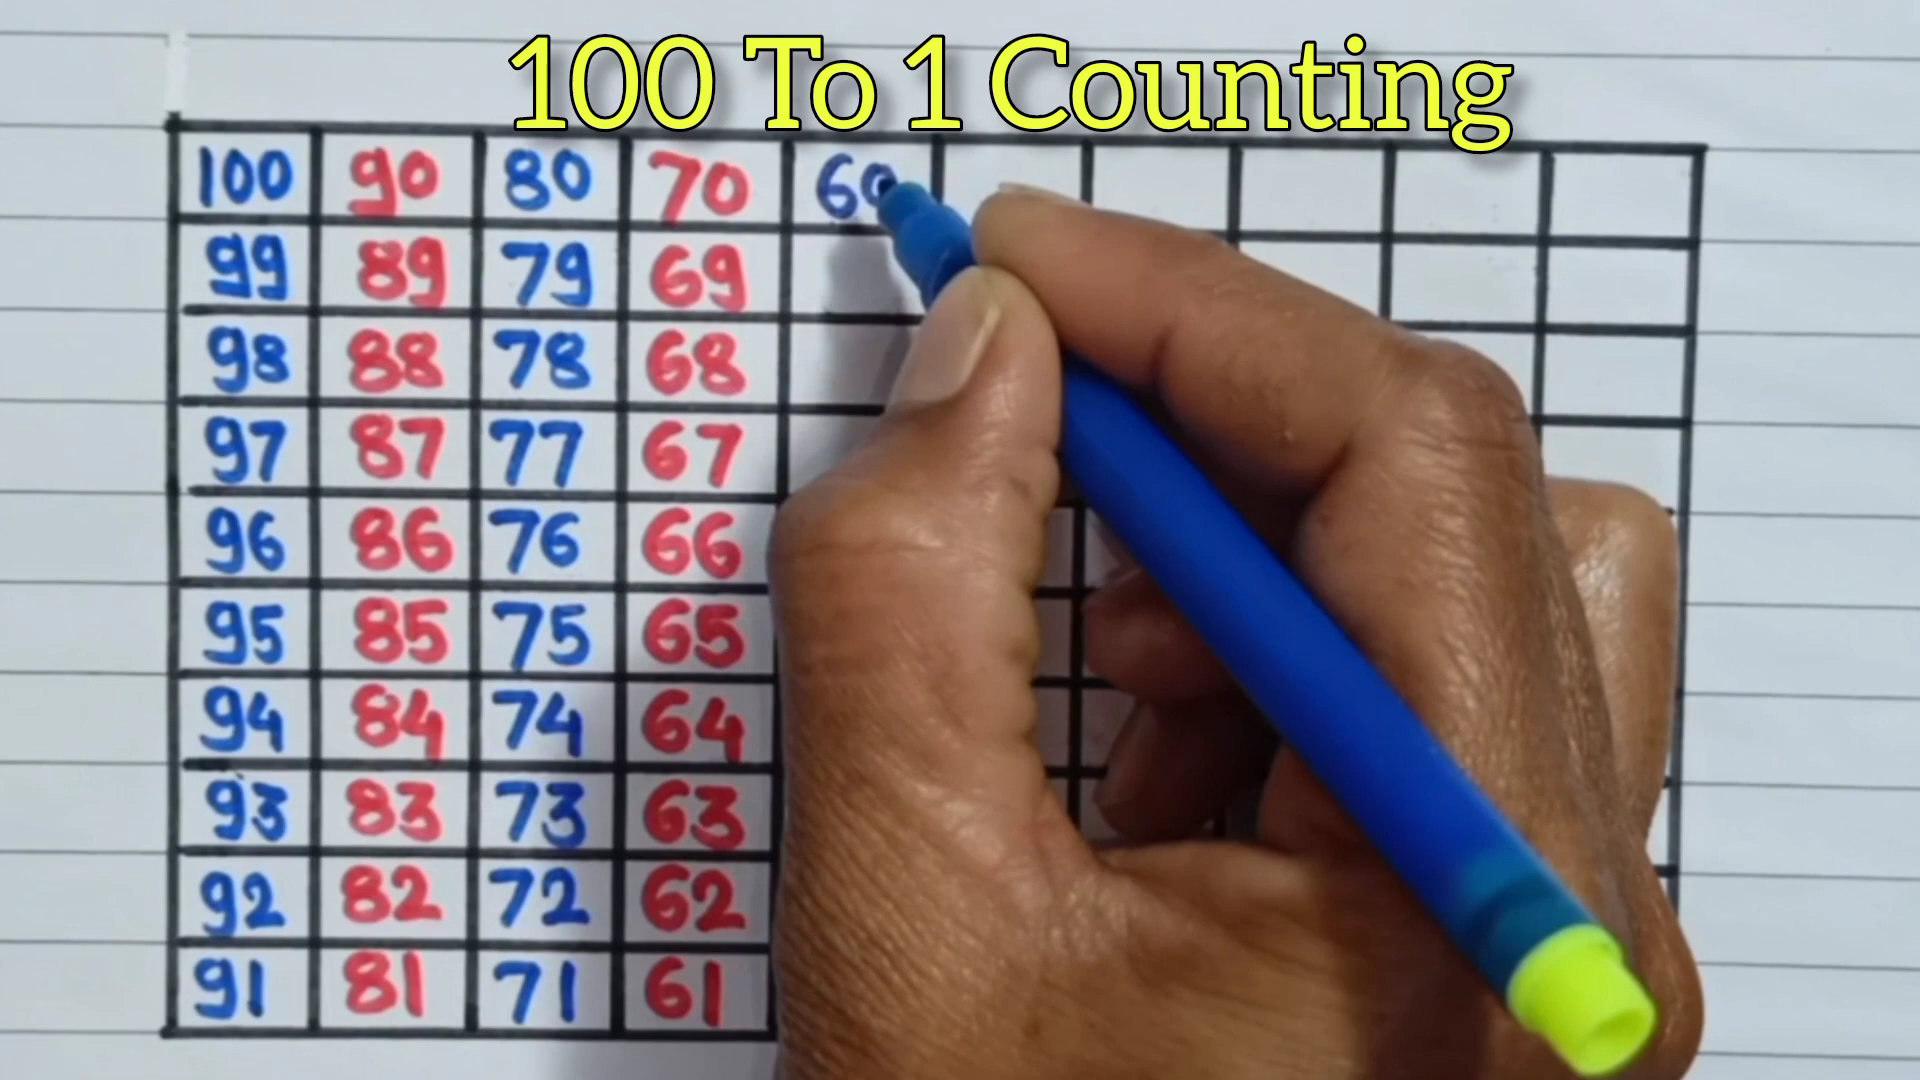 100 To 1 Counting
100 90 80 70 60
99 89 79 69
98 88 78 68
97 87 77 67
96 86 76 66
95 85 75 65
94 84 74 64
93 83 73 63
92 82 72 62
91 81 71 61